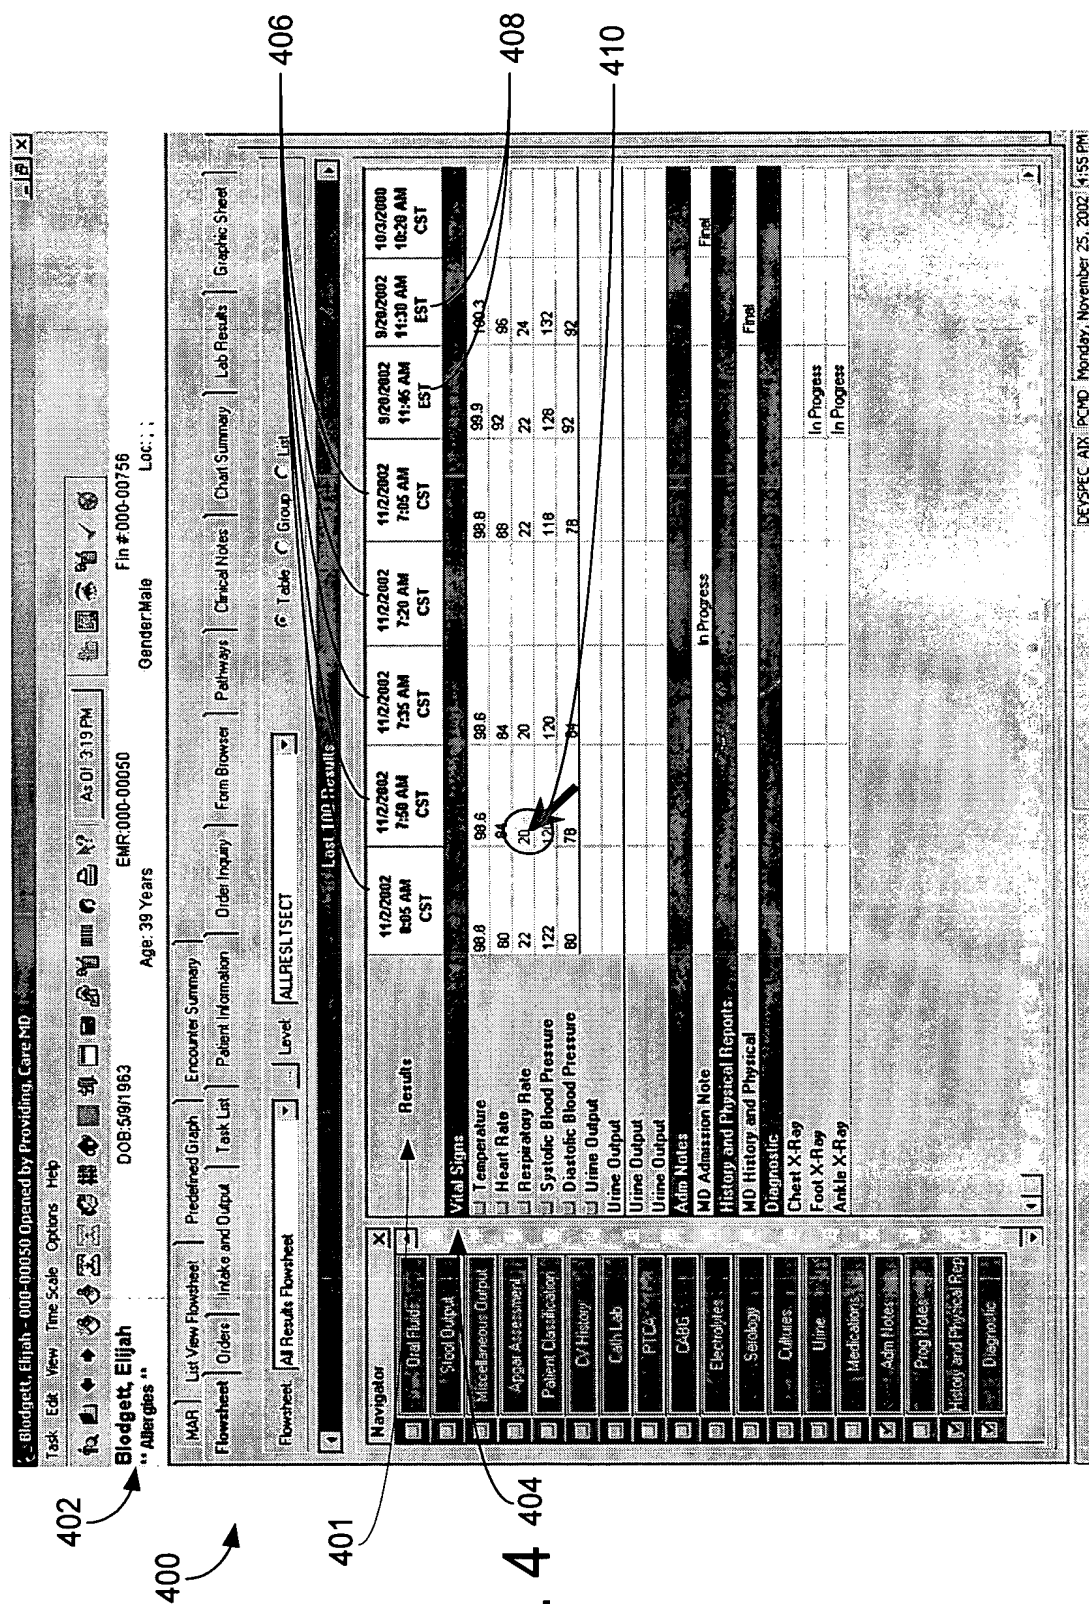 Blodgett, Elijah - 000-00050 Opened by Providing, Care MD
Task Edit View Time Scale Options Help
As Of 3:19 PM
Blodgett, Elijah DOB:5/9/1963 EMR:000-00050 Fin #:000-00756
** Allergies ** Age: 39 Years Gender:Male Loc: ; ;
MAR List View Flowsheet Predefined Graph Encounter Summary
Flowsheet Orders Intake and Output Task List Patient Information Order Inquiry Form Browser Pathways Clinical Notes Chart Summary Lab Results Graphic Sheet
Flowsheet: All Results Flowsheet ... Level: ALLRESLTSECT Table Group List
Last 100 Results
Navigator X
Oral Fluids
Stool Output
Miscellaneous Output
Apgar Assessment
Patient Classification
CV History
Cath Lab
PTCA
CABG
Electrolytes
Serology
Cultures
Urine
Medications
Adm Notes
Prog Notes
History and Physical Rep
Diagnostic
Results 11/2/2002 11/2/2002 11/2/2002 11/2/2002 11/2/2002 9/20/2002 9/20/2002 10/3/2000
8:05 AM 7:50 AM 7:35 AM 7:20 AM 7:05 AM 11:45 AM 11:30 AM 10:20 AM
CST CST CST CST CST EST EST CST
Vital Signs
Temperature 98.8 98.6 98.6 98.8 99.9 100.3
Heart Rate 80 84 84 88 92 96
Respiratory Rate 22 20 20 22 22 24
Systolic Blood Pressure 122 120 120 118 128 132
Diastolic Blood Pressure 80 78 84 78 92 92
Urine Output
Urine Output
Urine Output
Urine Output
Adm Notes
MD Admission Note In Progress Final
History and Physical Reports
MD History and Physical Final
Diagnostic
Chest X-Ray
Foot X-Ray In Progress
Ankle X-Ray In Progress
DEVSPEC AIX PCMD Monday, November 25, 2002 4:55 PM
402
400
401
404
406
408
410
4